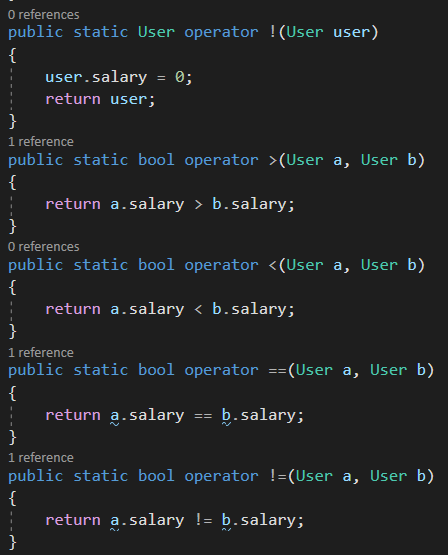 0 references
public static User operator !(User user)
{
user.salary = 0;
return user;
}
1 reference
public static bool operator >(User a, User b)
{
return a.salary > b.salary;
}
0 references
public static bool operator <(User a, User b)
{
return a.salary < b.salary;
}
1 reference
public static bool operator ==(User a, User b)
{
return a.salary == b.salary;
}
1 reference
public static bool operator !=(User a, User b)
{
return a.salary != b.salary;
}